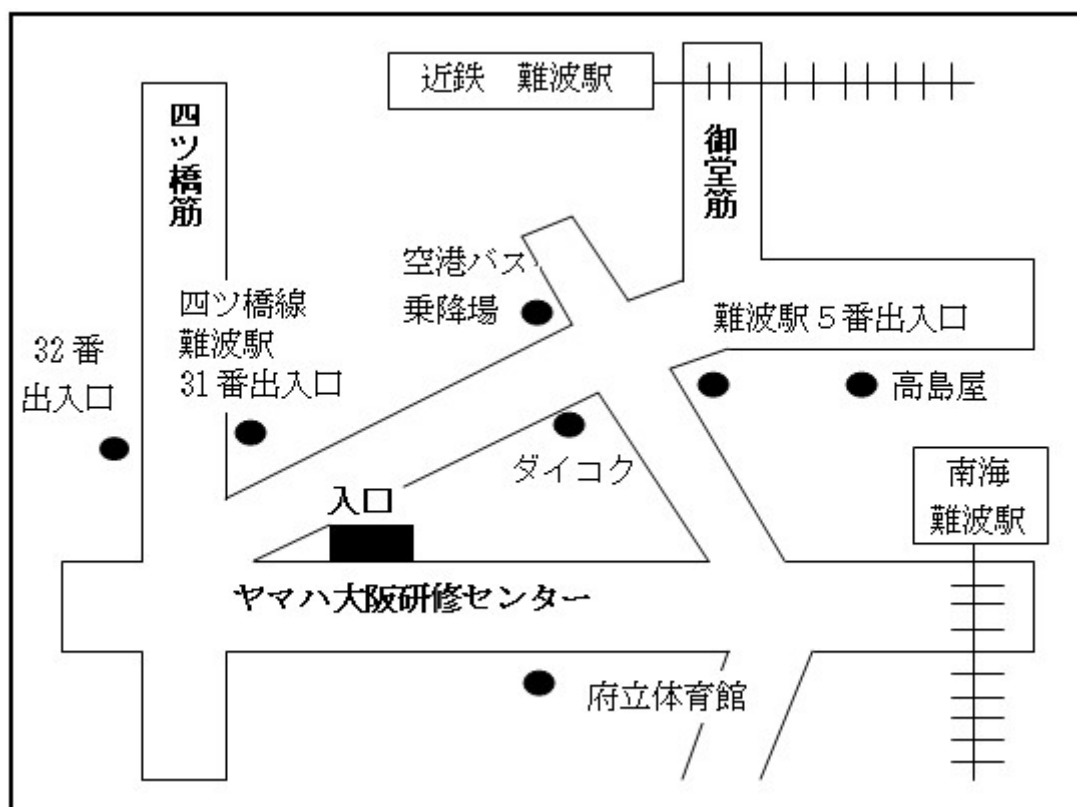 近鉄　難波駅
四ツ橋筋
御堂筋
空港バス
乗降場
四ツ橋線
難波駅
31番出入口
32番
出入口
難波駅５番出入口
高島屋
ダイコク
入口
南海
難波駅
ヤマハ大阪研修センター
府立体育館